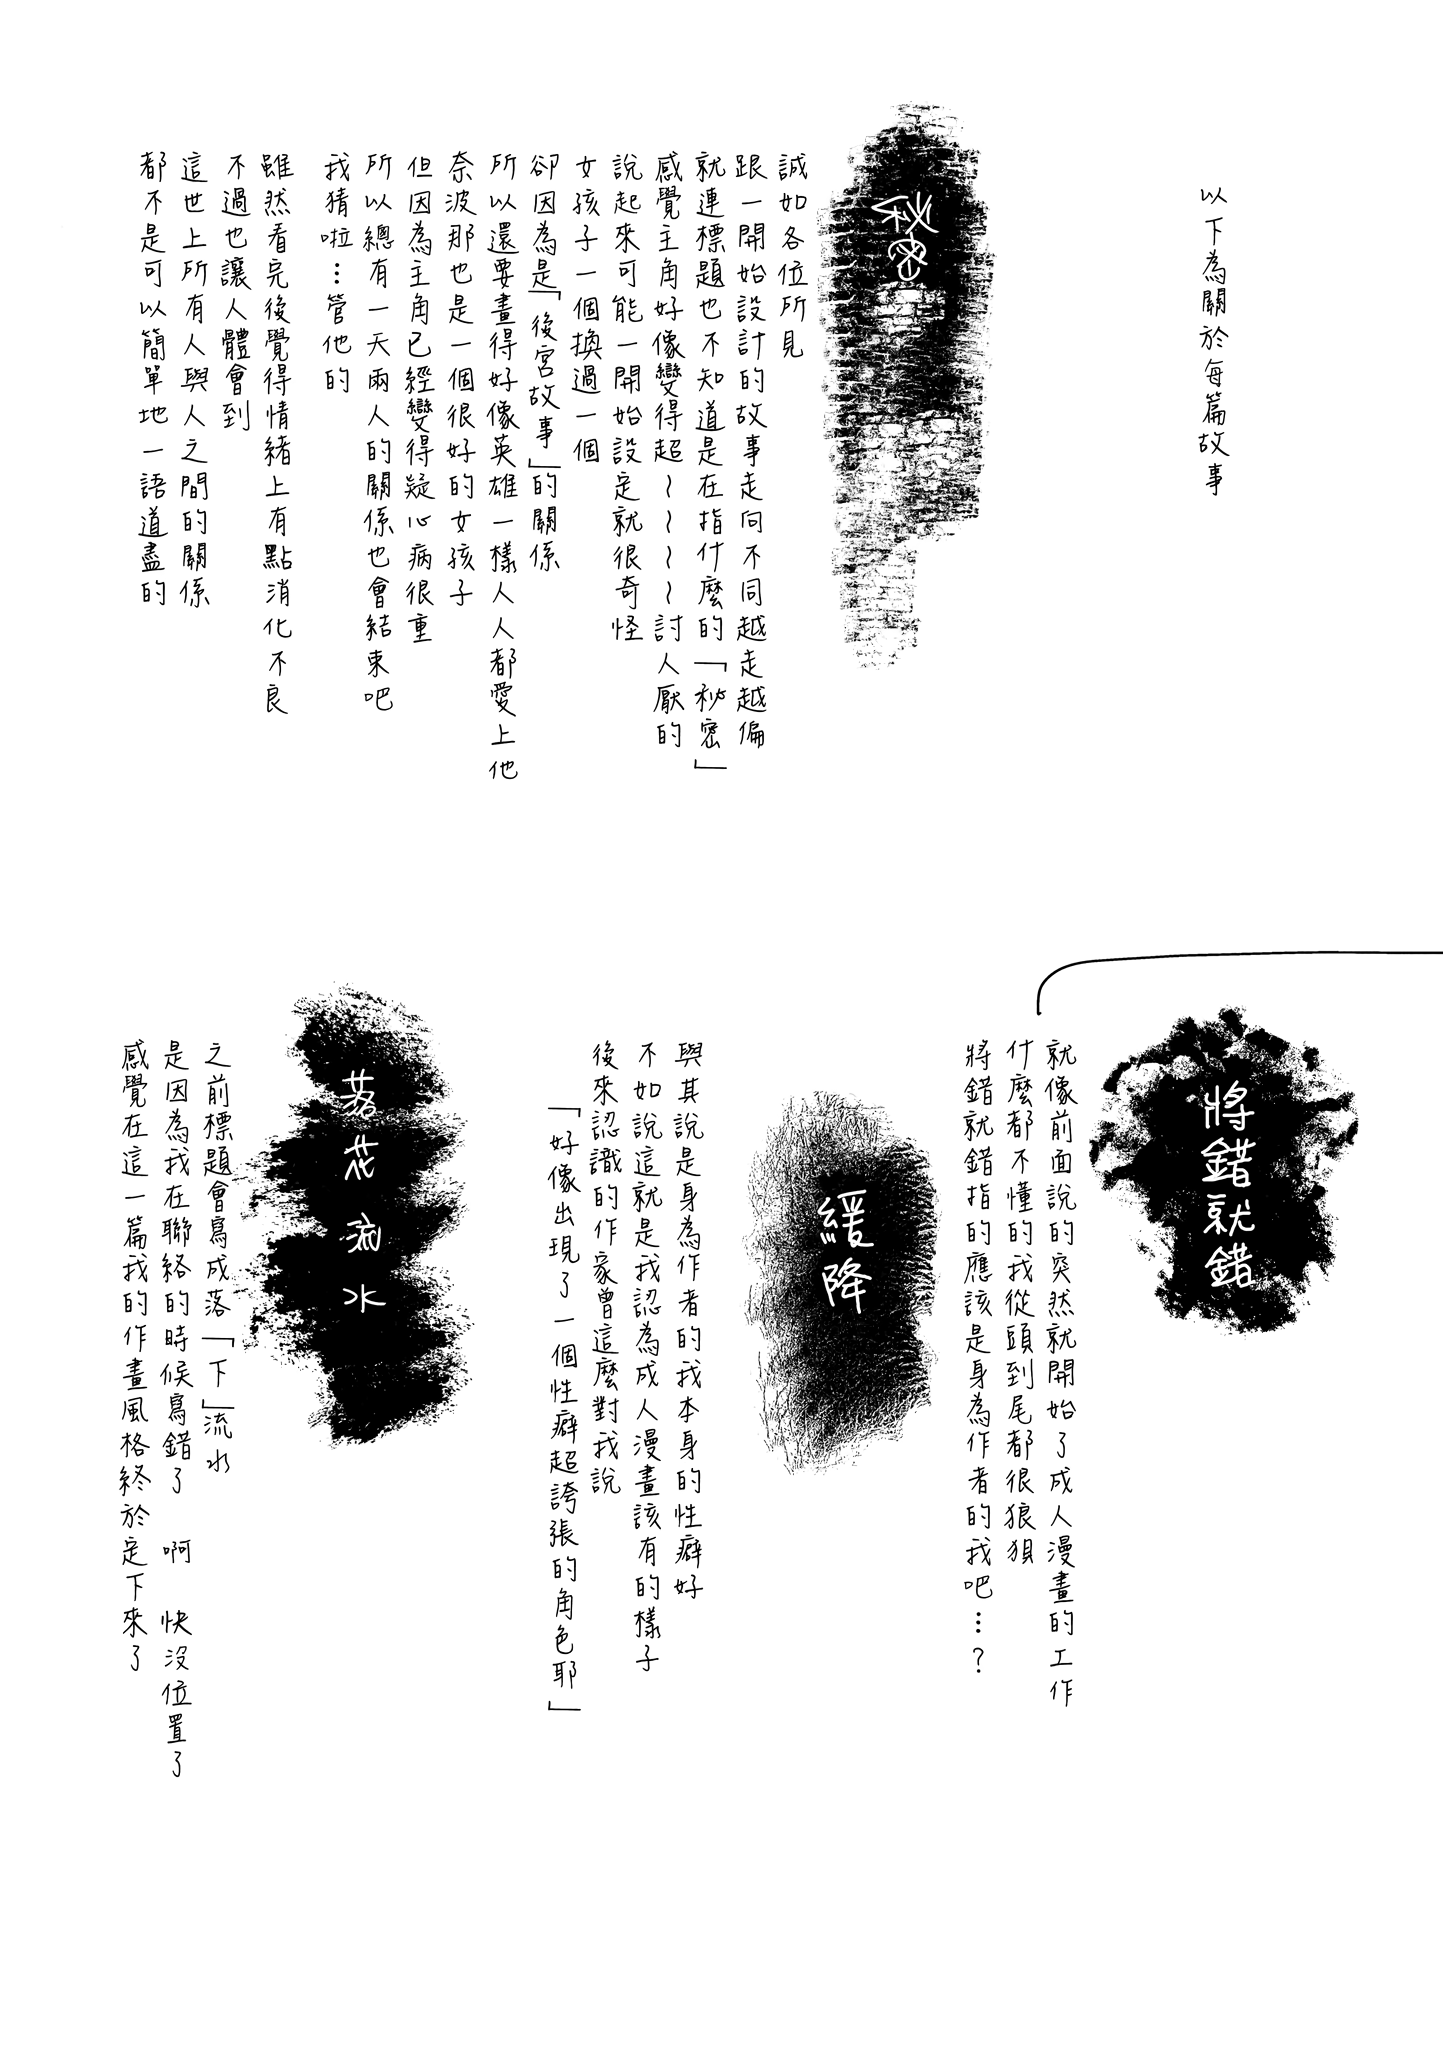 以下為關於每篇故事
秘密
誠如各位所見
跟一開始設計的故事走向不同越走越偏
就連標題也不知道是在指什麼的「秘密」
感覺主角好像變得超～～～～討人厭的
說起來可能一開始設定就很奇怪
女孩子一個換過一個
卻因為是「後宮故事」的關係
所以還要畫得好像英雄一樣人人都愛上他
奈波那也是一個很好的女孩子
但因為主角已經變得疑心病很重
所以總有一天兩人的關係也會結束吧
我猜啦…管他的
雖然看完後覺得情緒上有點消化不良
不過也讓人體會到
這世上所有人與人之間的關係
都不是可以簡單地一語道盡的
將錯就錯
就像前面說的突然就開始了成人漫畫的工作
什麼都不懂的我從頭到尾都很狼狽
將錯就錯指的應該是身為作者的我吧…？
緩降
與其說是身為作者的我本身的性癖好
不如說這就是我認為成人漫畫該有的樣子
後來認識的作家曾這麼對我說
「好像出現了一個性癖超誇張的角色耶」
落花流水
之前標題會寫成落「下」流水
是因為我在聯絡的時候寫錯了 啊 快沒位置了
感覺在這一篇我的作畫風格終於定下來了